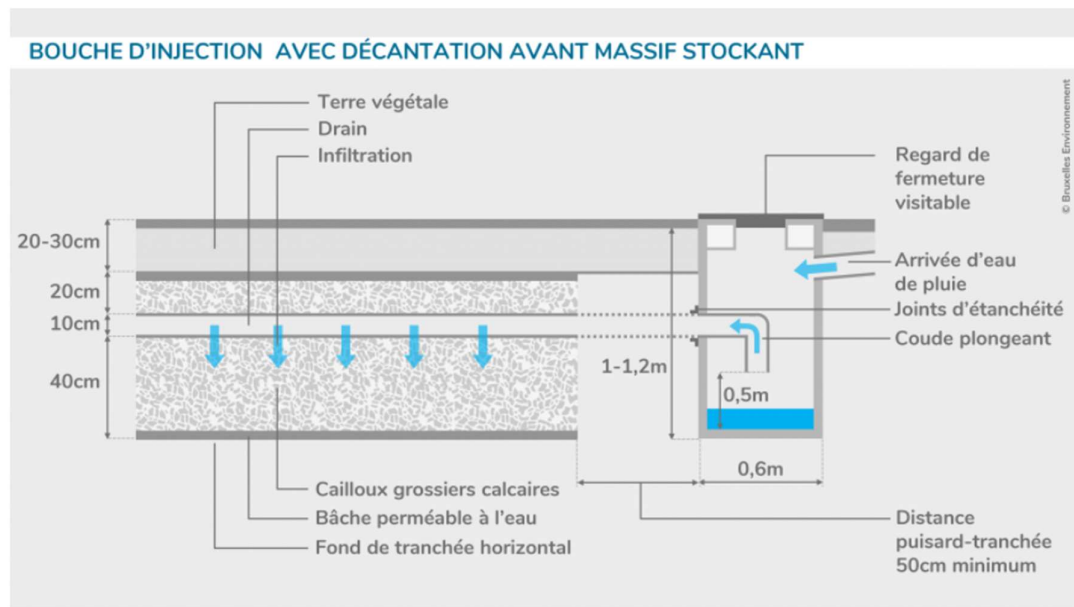 BOUCHE D'INJECTION AVEC DÉCANTATION AVANT MASSIF STOCKANT
© Bruxelles Environnement
Terre végétale
Drain
Infiltration
Regard de
fermeture
visitable
20-30cm
Arrivée d'eau
de pluie
20cm
Joints d'étanchéité
10cm
Coude plongeant
1-1,2m
40cm
0,5m
0,6m
Cailloux grossiers calcaires
Bâche perméable à l'eau
Fond de tranchée horizontal
Distance
puisard-tranchée
50cm minimum